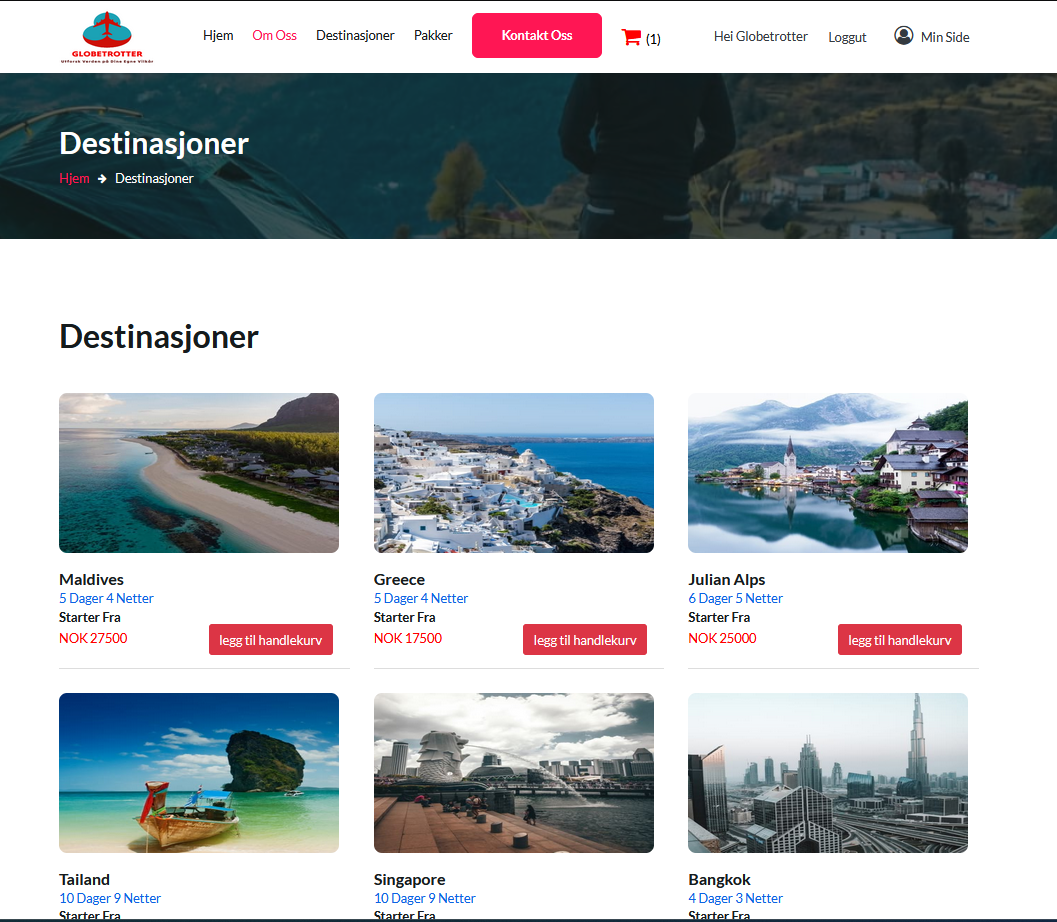 Hjem Om Oss Destinasjoner Pakker Kontakt Oss (1) Hei Globetrotter Loggut Min Side
GLOBETROTTER
Utforsk Verden på Dine Egne Vilkår
Destinasjoner
Hjem Destinasjoner
Destinasjoner
Maldives Greece Julian Alps
5 Dager 4 Netter 5 Dager 4 Netter 6 Dager 5 Netter
Starter Fra Starter Fra Starter Fra
NOK 27500 legg til handlekurv NOK 17500 legg til handlekurv NOK 25000 legg til handlekurv
Tailand Singapore Bangkok
10 Dager 9 Netter 10 Dager 9 Netter 4 Dager 3 Netter
Starter Fra Starter Fra Starter Fra